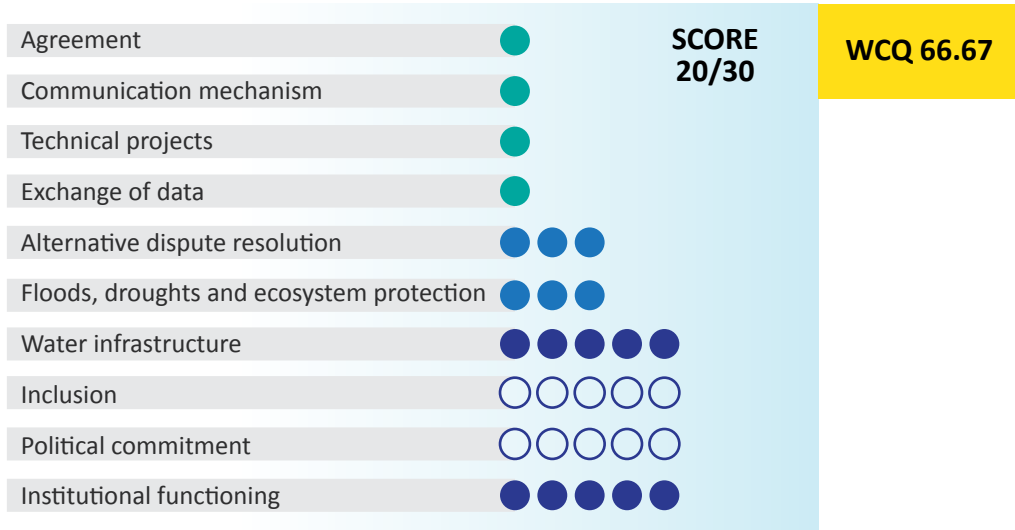 Agreement
Communication mechanism
Technical projects
Exchange of data
Alternative dispute resolution
Floods, droughts and ecosystem protection
Water infrastructure
Inclusion
Political commitment
Institutional functioning
SCORE
20/30
WCQ 66.67